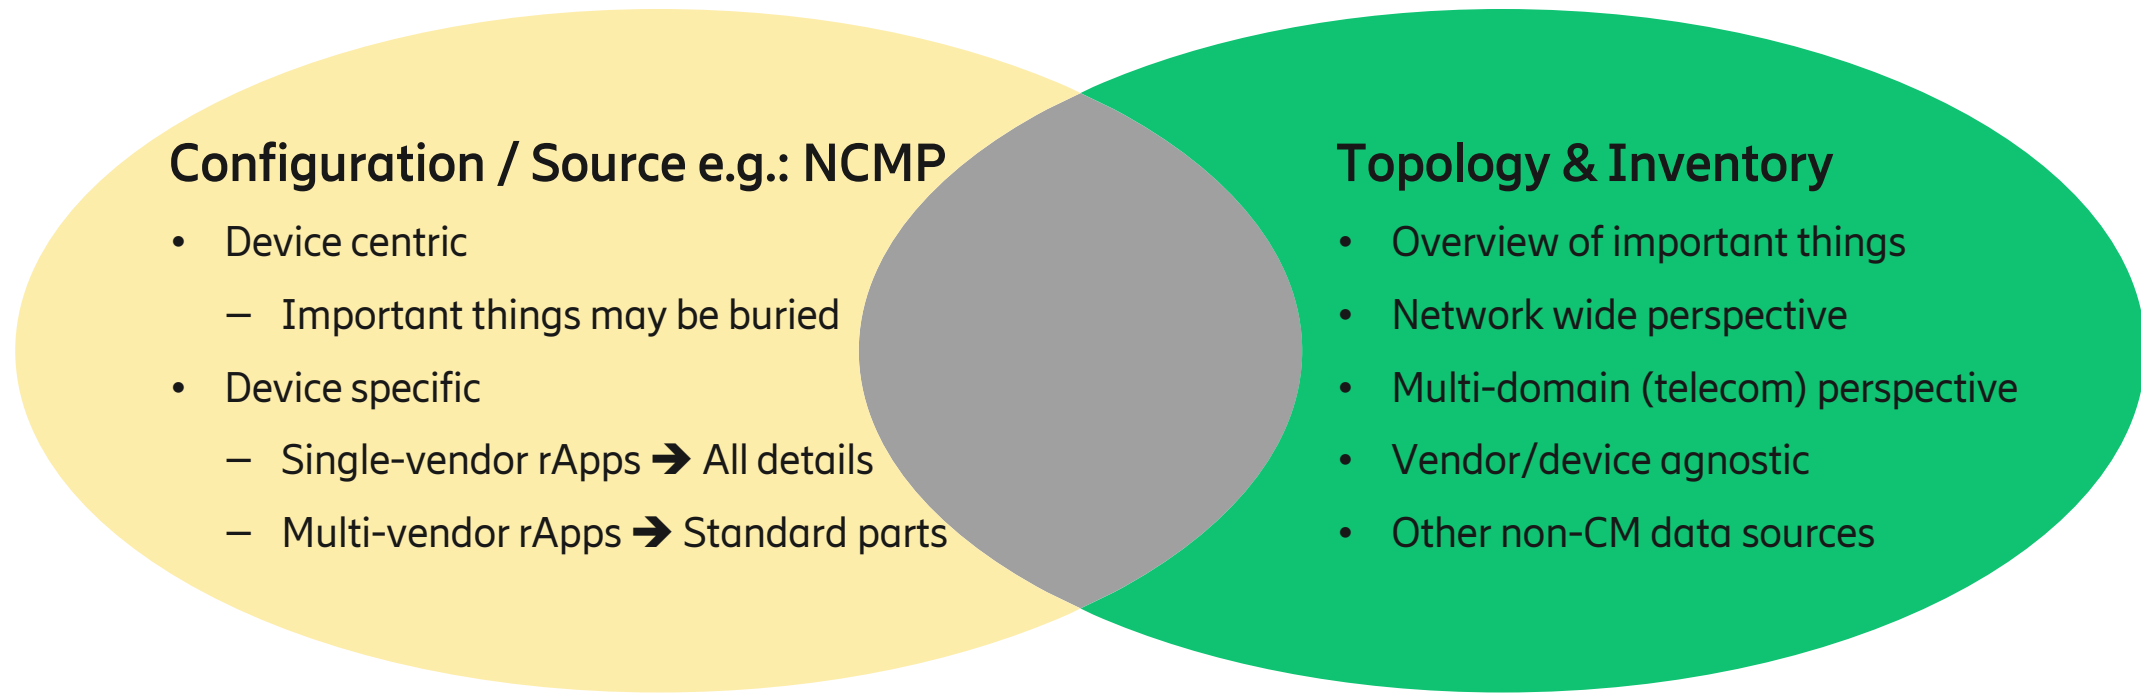 Configuration / Source e.g.: NCMP
• Device centric
– Important things may be buried
• Device specific
– Single-vendor rApps ➔ All details
– Multi-vendor rApps ➔ Standard parts
Topology & Inventory
• Overview of important things
• Network wide perspective
• Multi-domain (telecom) perspective
• Vendor/device agnostic
• Other non-CM data sources